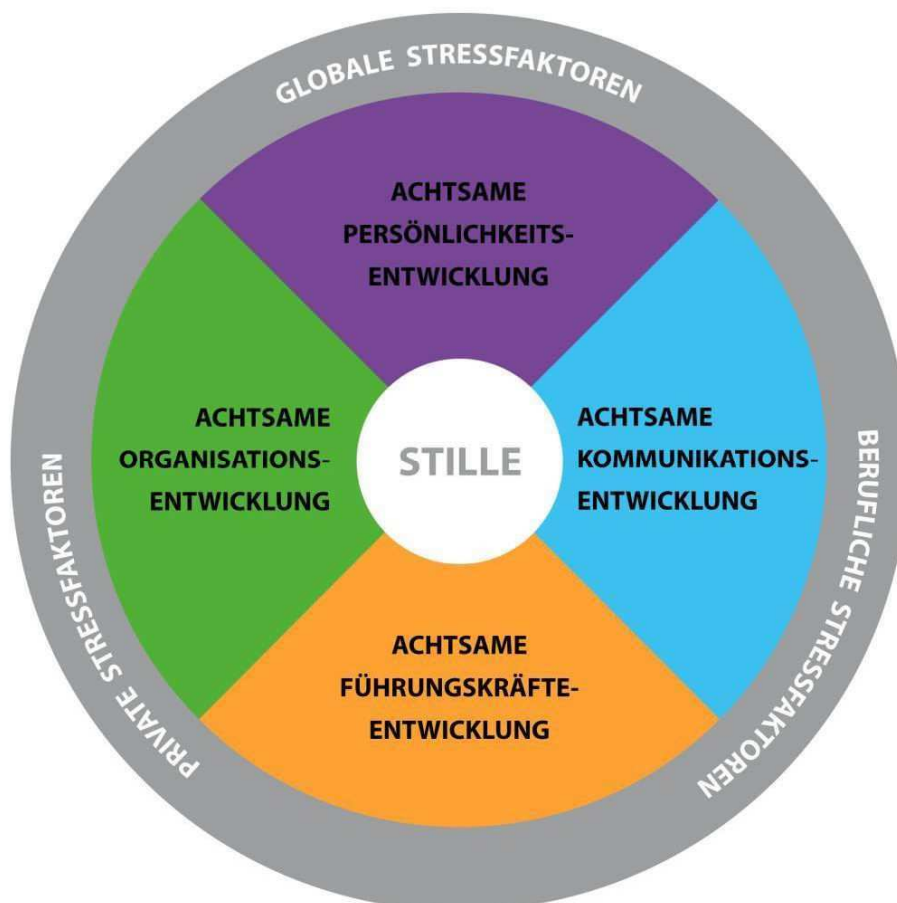 GLOBALE STRESSFAKTOREN
ACHTSAME
PERSÖNLICHKEITS-
ENTWICKLUNG
ACHTSAME
ORGANISATIONS-
ENTWICKLUNG
STILLE
ACHTSAME
KOMMUNIKATIONS-
ENTWICKLUNG
ACHTSAME
FÜHRUNGSKRÄFTE-
ENTWICKLUNG
PRIVATE STRESSFAKTOREN
BERUFLICHE STRESSFAKTOREN